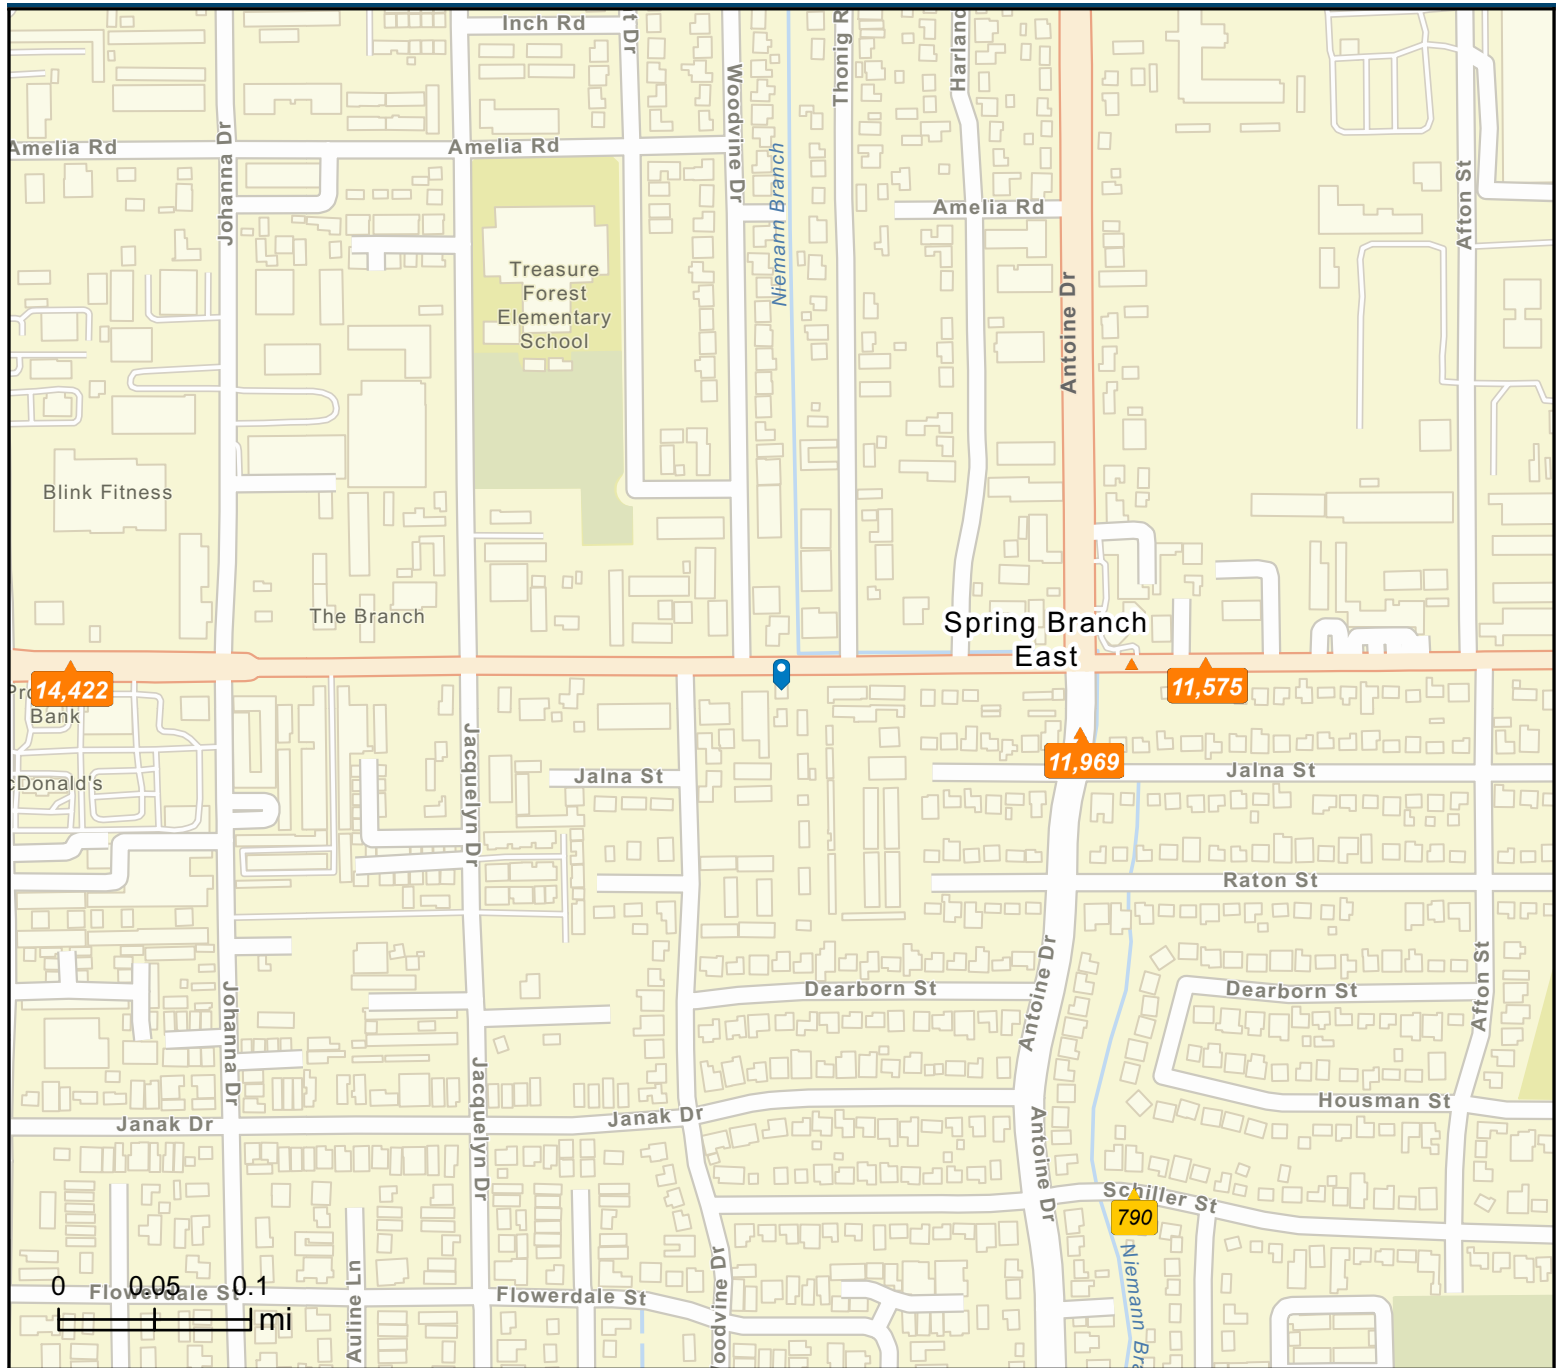 Inch Rd
t Dr
Thonig R
Harland
Woodvine Dr
Johanna Dr
Amelia Rd
Amelia Rd
Niemann Branch
Afton St
Amelia Rd
Treasure
Forest
Elementary
School
Antoine Dr
Blink Fitness
The Branch
Spring Branch
East
14,422
Pro
Bank
11,575
cDonald's
Jacquelyn Dr
Jalna St
11,969
Jalna St
Raton St
Johanna Dr
Dearborn St
Antoine Dr
Dearborn St
Afton St
Jacquelyn Dr
Janak Dr
Janak Dr
Antoine Dr
Housman St
Schiller St
790
Niemann Bra
0 0.05 0.1
mi
Flowerdale St
Auline Ln
Flowerdale St
oodvine Dr